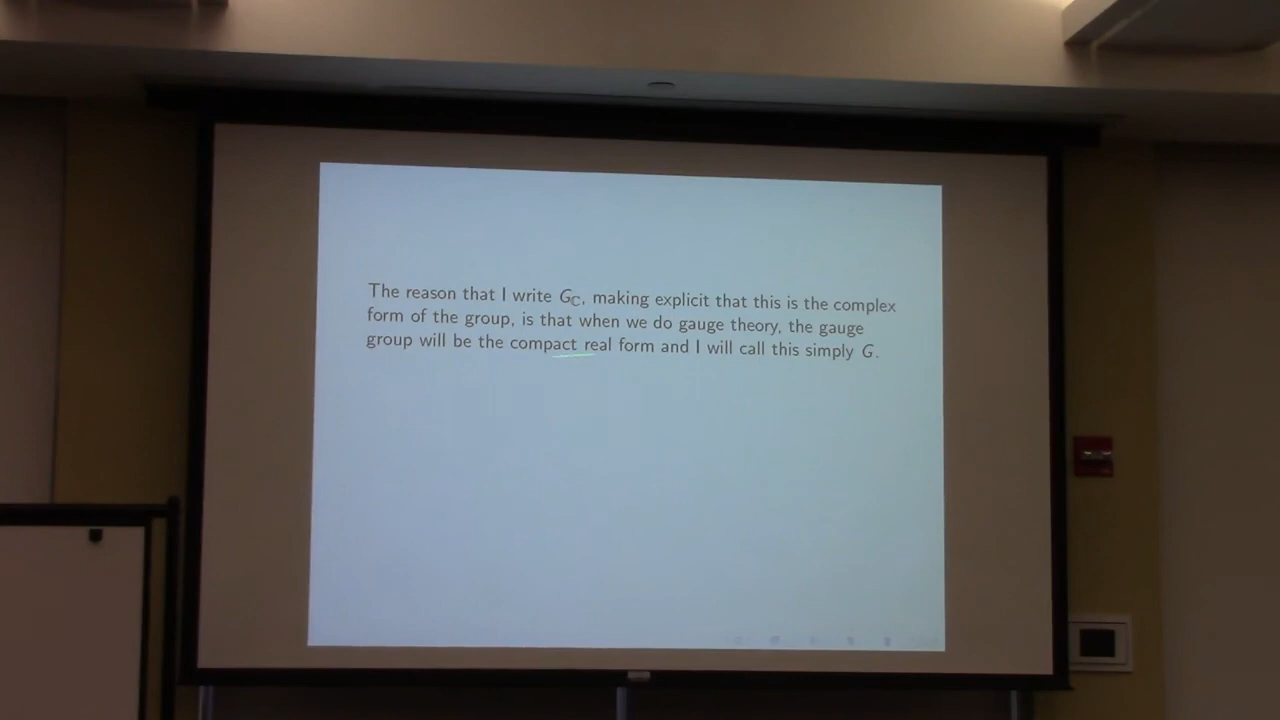 The reason that I write G_ℂ, making explicit that this is the complex
form of the group, is that when we do gauge theory, the gauge
group will be the compact real form and I will call this simply G.